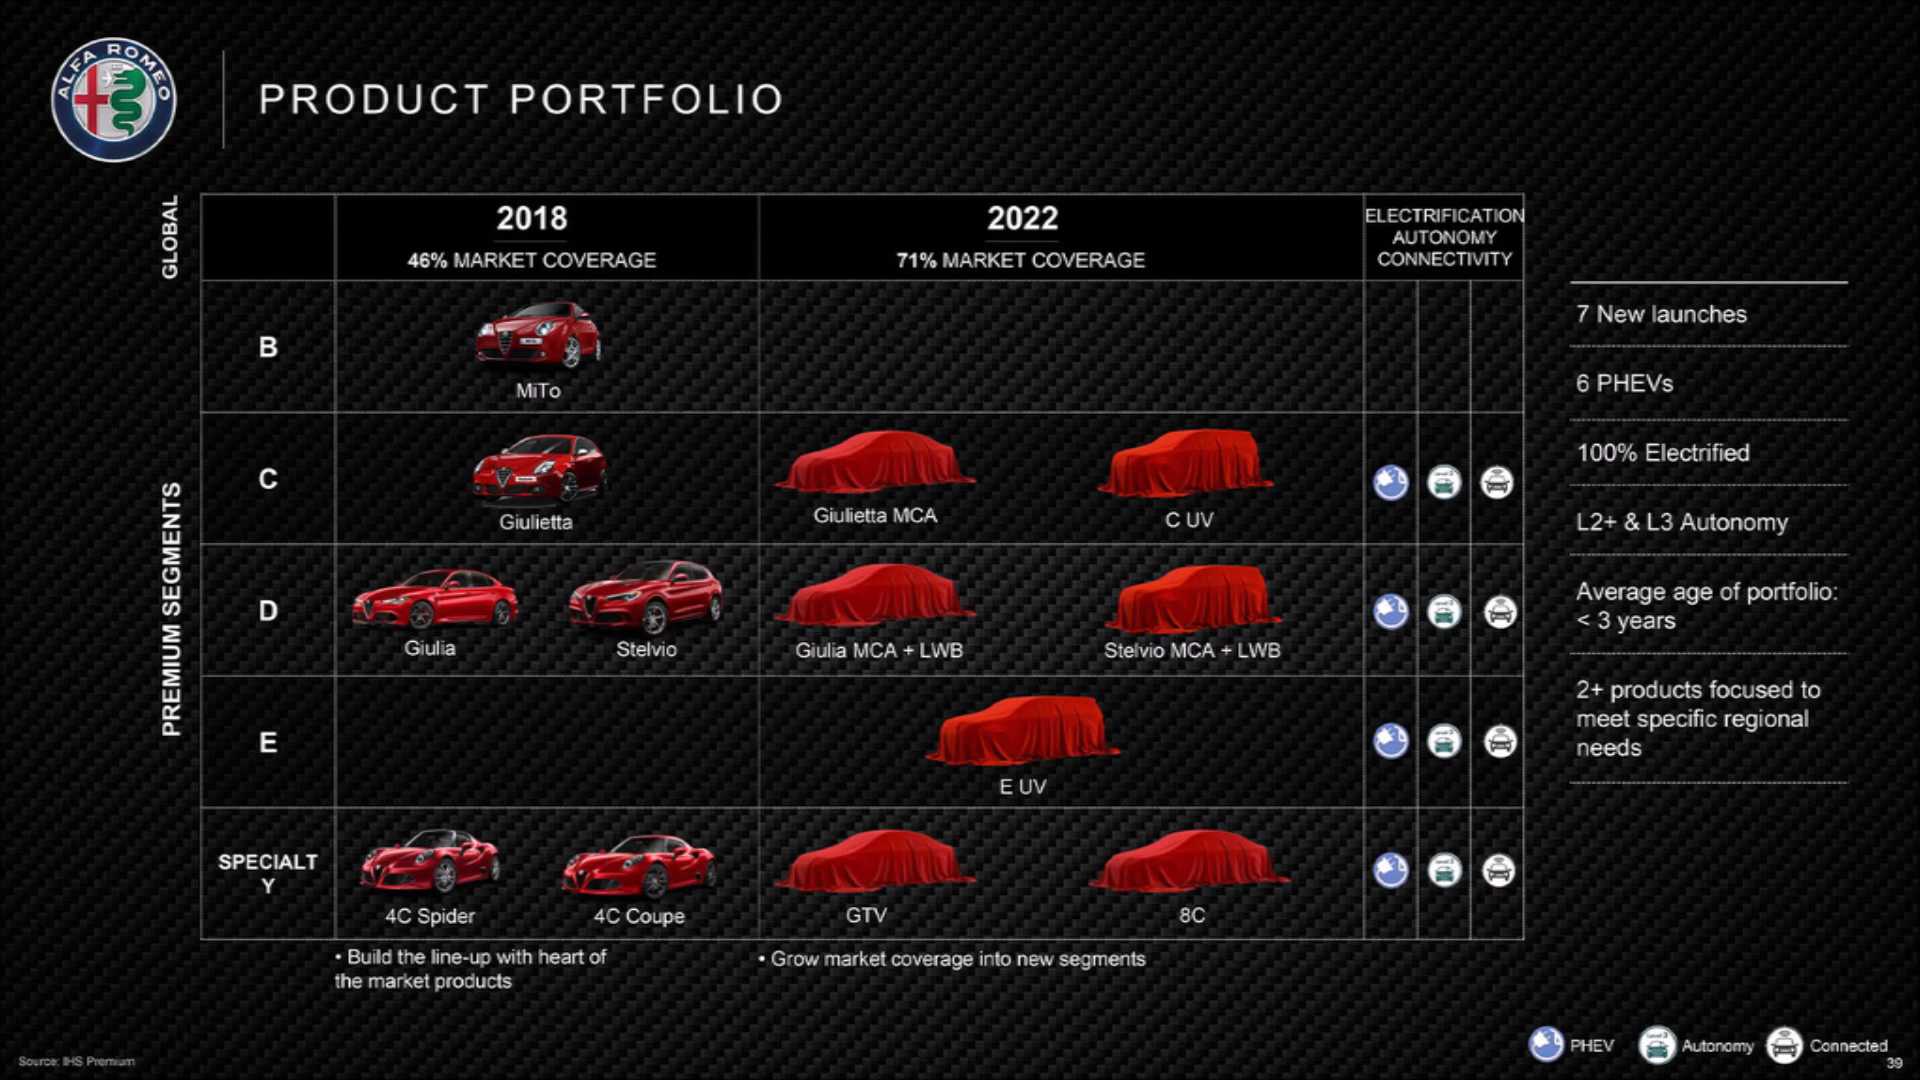 ALFA ROMEO
PRODUCT PORTFOLIO
GLOBAL
2018
46% MARKET COVERAGE
2022
71% MARKET COVERAGE
ELECTRIFICATION
AUTONOMY
CONNECTIVITY
PREMIUM SEGMENTS
B
MiTo
C
Giulietta
Giulietta MCA
C UV
D
Giulia
Stelvio
Giulia MCA + LWB
Stelvio MCA + LWB
E
E UV
SPECIALT
Y
4C Spider
4C Coupe
GTV
8C
• Build the line-up with heart of
the market products
• Grow market coverage into new segments
7 New launches
6 PHEVs
100% Electrified
L2+ & L3 Autonomy
Average age of portfolio:
< 3 years
2+ products focused to
meet specific regional
needs
PHEV
Autonomy
Connected
Source: IHS Premium
39